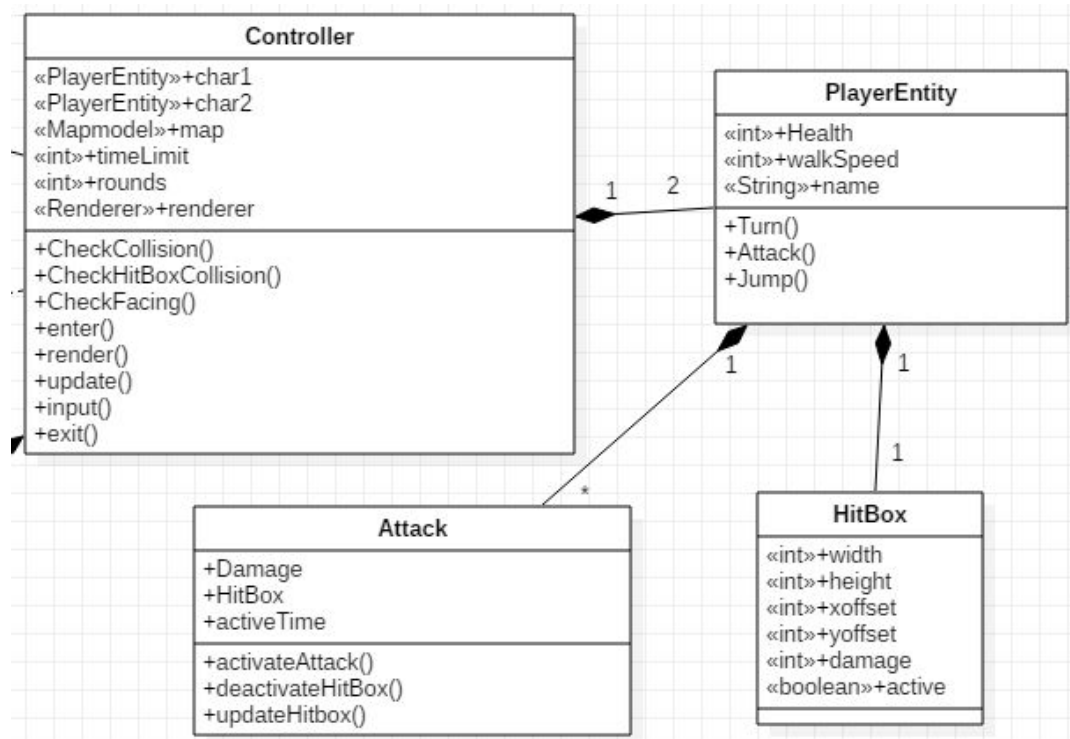 Controller
«PlayerEntity»+char1
«PlayerEntity»+char2
«Mapmodel»+map
«int»+timeLimit
«int»+rounds
«Renderer»+renderer
+CheckCollision()
+CheckHitBoxCollision()
+CheckFacing()
+enter()
+render()
+update()
+input()
+exit()
1
2
PlayerEntity
«int»+Health
«int»+walkSpeed
«String»+name
+Turn()
+Attack()
+Jump()
1
*
1
1
Attack
+Damage
+HitBox
+activeTime
+activateAttack()
+deactivateHitBox()
+updateHitbox()
HitBox
«int»+width
«int»+height
«int»+xoffset
«int»+yoffset
«int»+damage
«boolean»+active